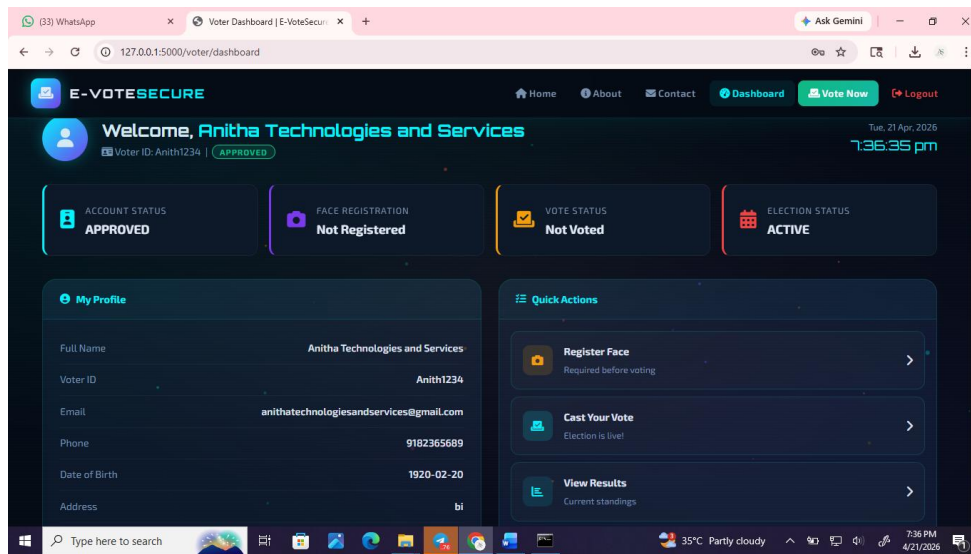 (33) WhatsApp
Voter Dashboard | E-VoteSecure
Ask Gemini
127.0.0.1:5000/voter/dashboard
E-VOTESECURE
Home
About
Contact
Dashboard
Vote Now
Logout
Welcome, Anitha Technologies and Services
Voter ID: Anith1234 | APPROVED
Tue, 21 Apr, 2026
7:36:35 pm
ACCOUNT STATUS
APPROVED
FACE REGISTRATION
Not Registered
VOTE STATUS
Not Voted
ELECTION STATUS
ACTIVE
My Profile
Full Name Anitha Technologies and Services
Voter ID Anith1234
Email anithatechnologiesandservices@gmail.com
Phone 9182365689
Date of Birth 1920-02-20
Address bi
Quick Actions
Register Face
Required before voting
Cast Your Vote
Election is live!
View Results
Current standings
Type here to search
35°C Partly cloudy
7:36 PM
4/21/2026